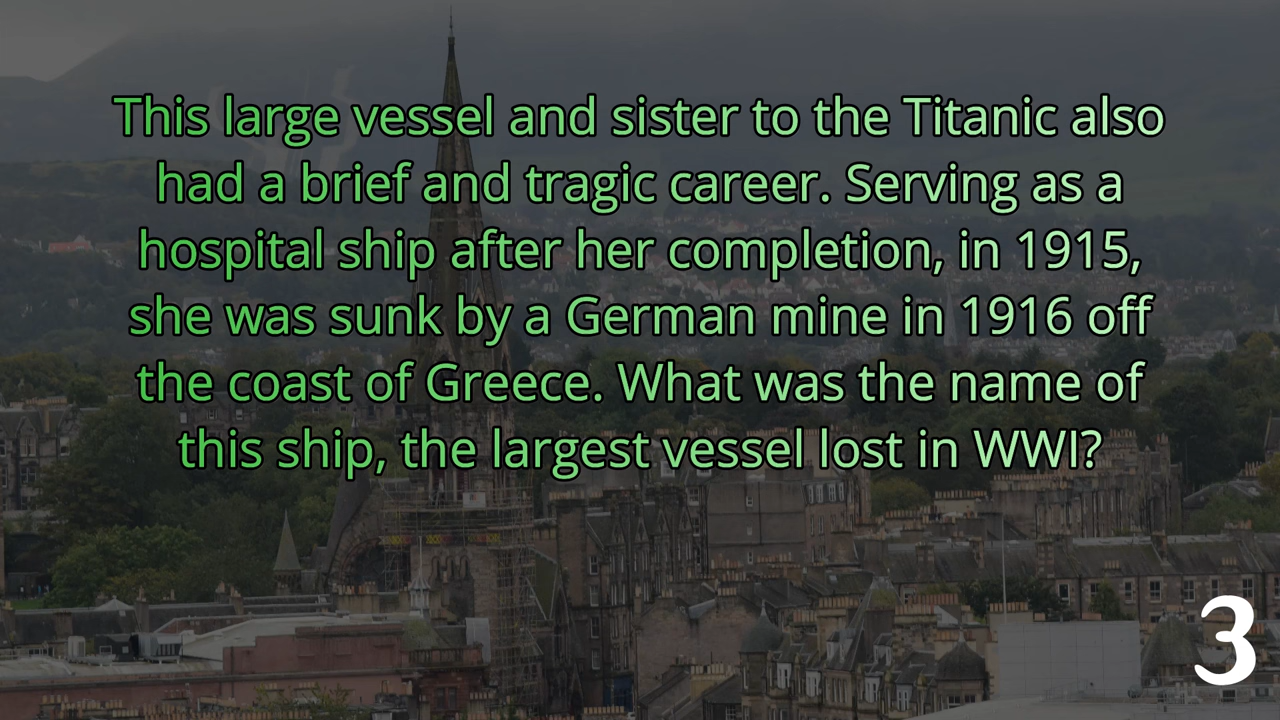 This large vessel and sister to the Titanic also
had a brief and tragic career. Serving as a
hospital ship after her completion, in 1915,
she was sunk by a German mine in 1916 off
the coast of Greece. What was the name of
this ship, the largest vessel lost in WWI?
3